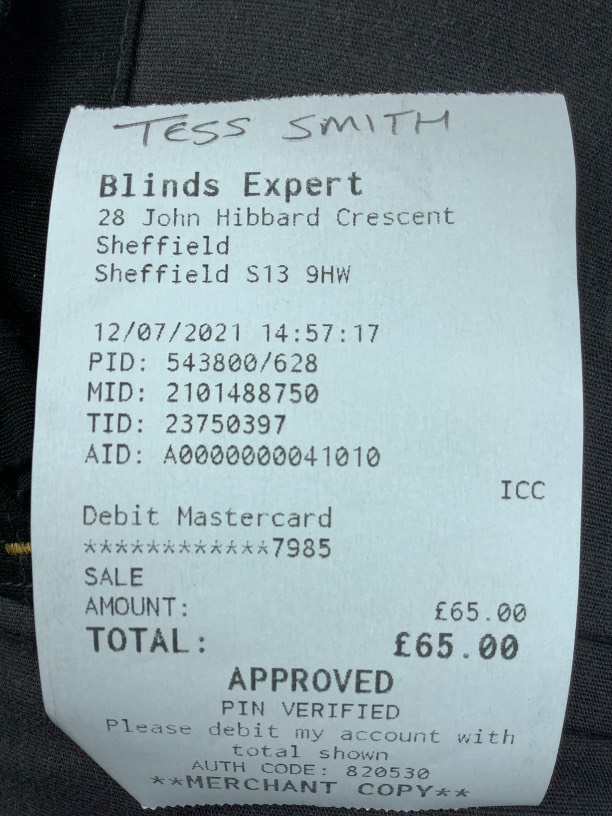 TESS SMITH
Blinds Expert
28 John Hibbard Crescent
Sheffield
Sheffield S13 9HW
12/07/2021 14:57:17
PID: 543800/628
MID: 2101488750
TID: 23750397
AID: A0000000041010
ICC
Debit Mastercard
************7985
SALE
AMOUNT: £65.00
TOTAL: £65.00
APPROVED
PIN VERIFIED
Please debit my account with
total shown
AUTH CODE: 820530
**MERCHANT COPY**